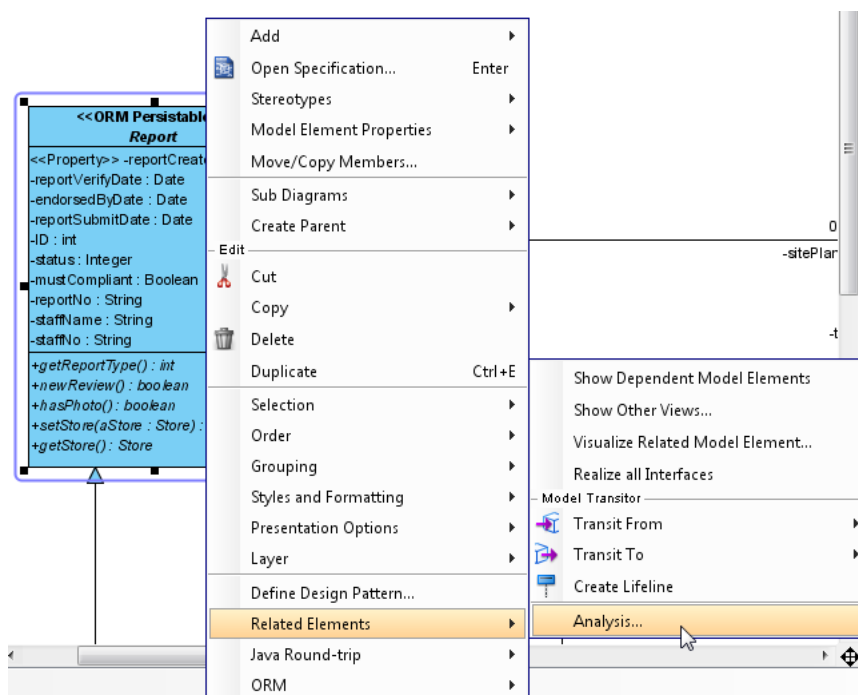 <<ORM Persistable
Report
<<Property>> -reportCreat
-reportVerifyDate : Date
-endorsedByDate : Date
-reportSubmitDate : Date
-ID : int
-status : Integer
-mustCompliant : Boolean
-reportNo : String
-staffName : String
-staffNo : String
+getReportType() : int
+newReview() : boolean
+hasPhoto() : boolean
+setStore(aStore : Store) :
+getStore() : Store
Add
Open Specification... Enter
Stereotypes
Model Element Properties
Move/Copy Members...
Sub Diagrams
Create Parent
Edit
Cut
Copy
Delete
Duplicate Ctrl+E
Selection
Order
Grouping
Styles and Formatting
Presentation Options
Layer
Define Design Pattern...
Related Elements
Java Round-trip
ORM
0
-sitePlan
-t
Show Dependent Model Elements
Show Other Views...
Visualize Related Model Element...
Realize all Interfaces
Model Transitor
Transit From
Transit To
Create Lifeline
Analysis...